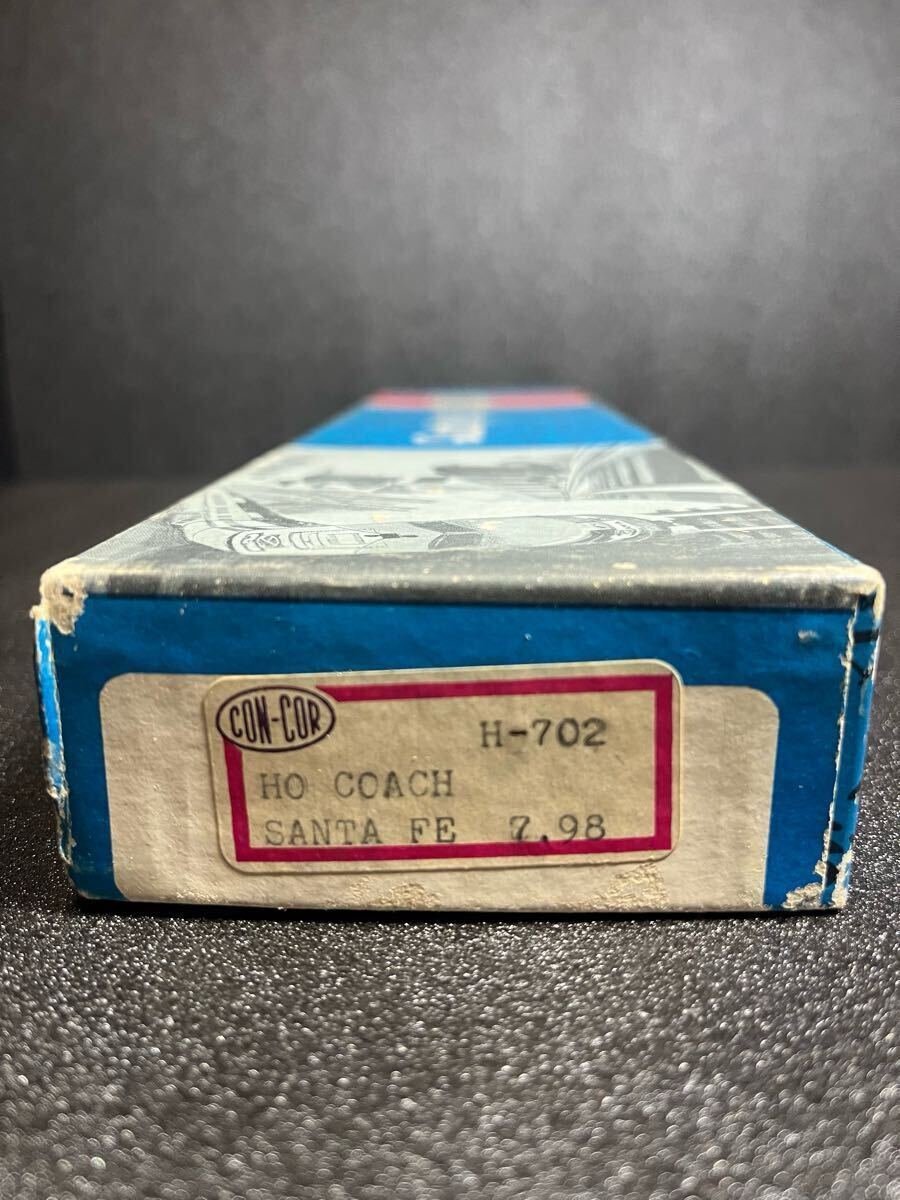 CON-COR
H-702
HO COACH
SANTA FE 7.98